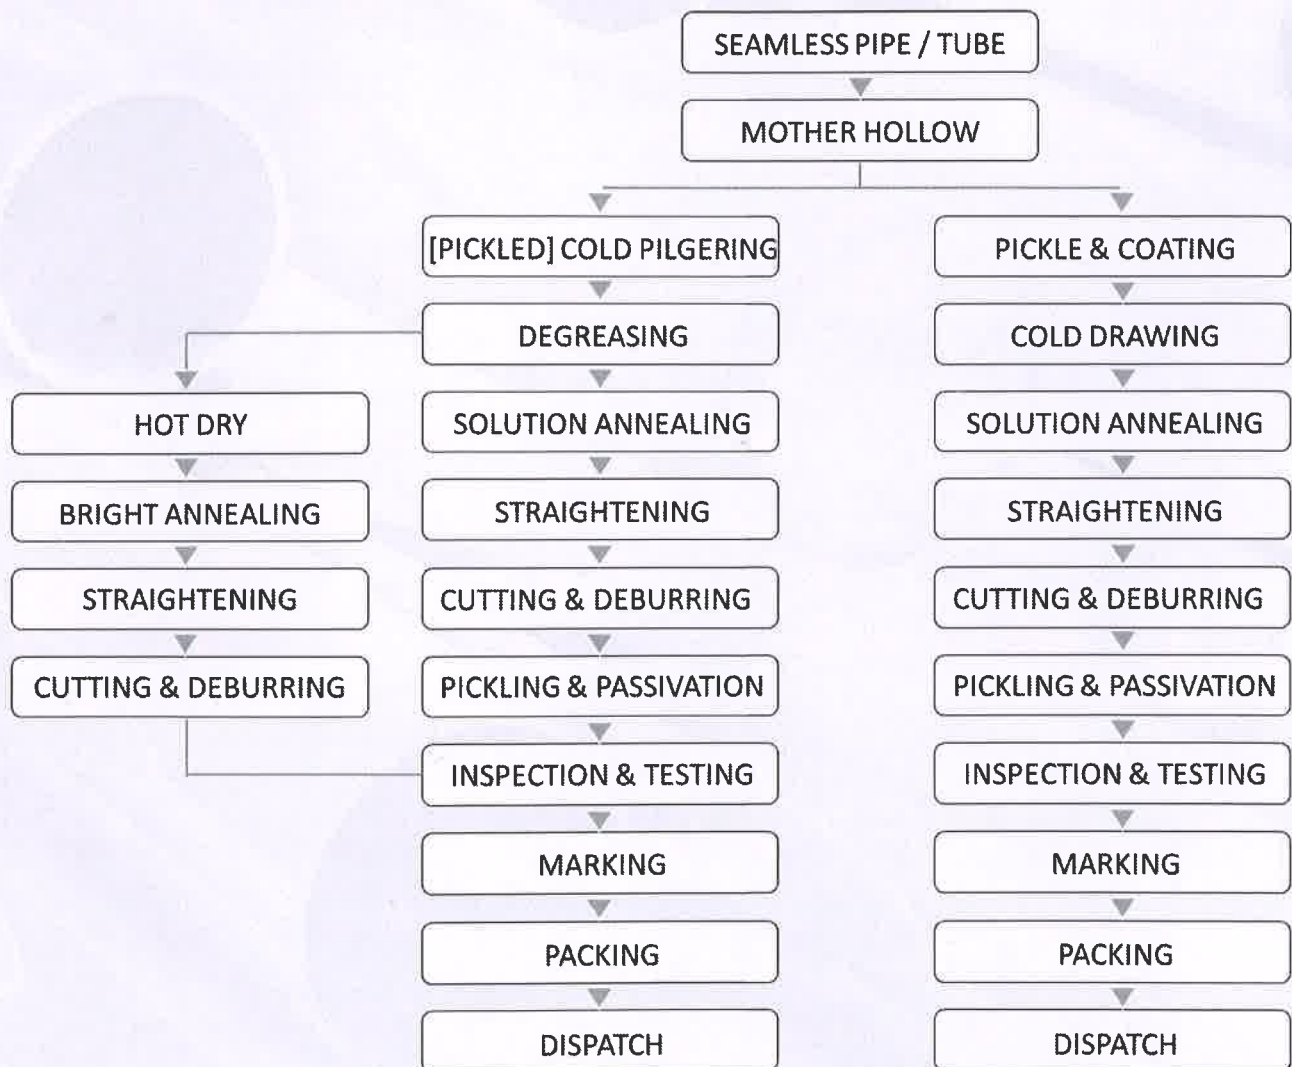 SEAMLESS PIPE / TUBE
MOTHER HOLLOW
[PICKLED] COLD PILGERING
PICKLE & COATING
DEGREASING
COLD DRAWING
HOT DRY
SOLUTION ANNEALING
SOLUTION ANNEALING
BRIGHT ANNEALING
STRAIGHTENING
STRAIGHTENING
STRAIGHTENING
CUTTING & DEBURRING
CUTTING & DEBURRING
CUTTING & DEBURRING
PICKLING & PASSIVATION
PICKLING & PASSIVATION
INSPECTION & TESTING
INSPECTION & TESTING
MARKING
MARKING
PACKING
PACKING
DISPATCH
DISPATCH